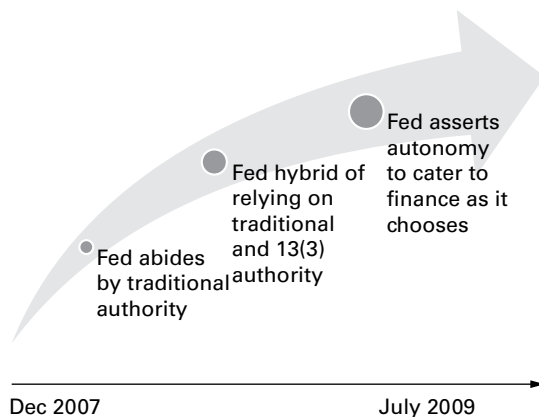 Fed asserts
autonomy
to cater to
finance as it
chooses
Fed hybrid of
relying on
traditional
and 13(3)
authority
Fed abides
by traditional
authority
Dec 2007
July 2009